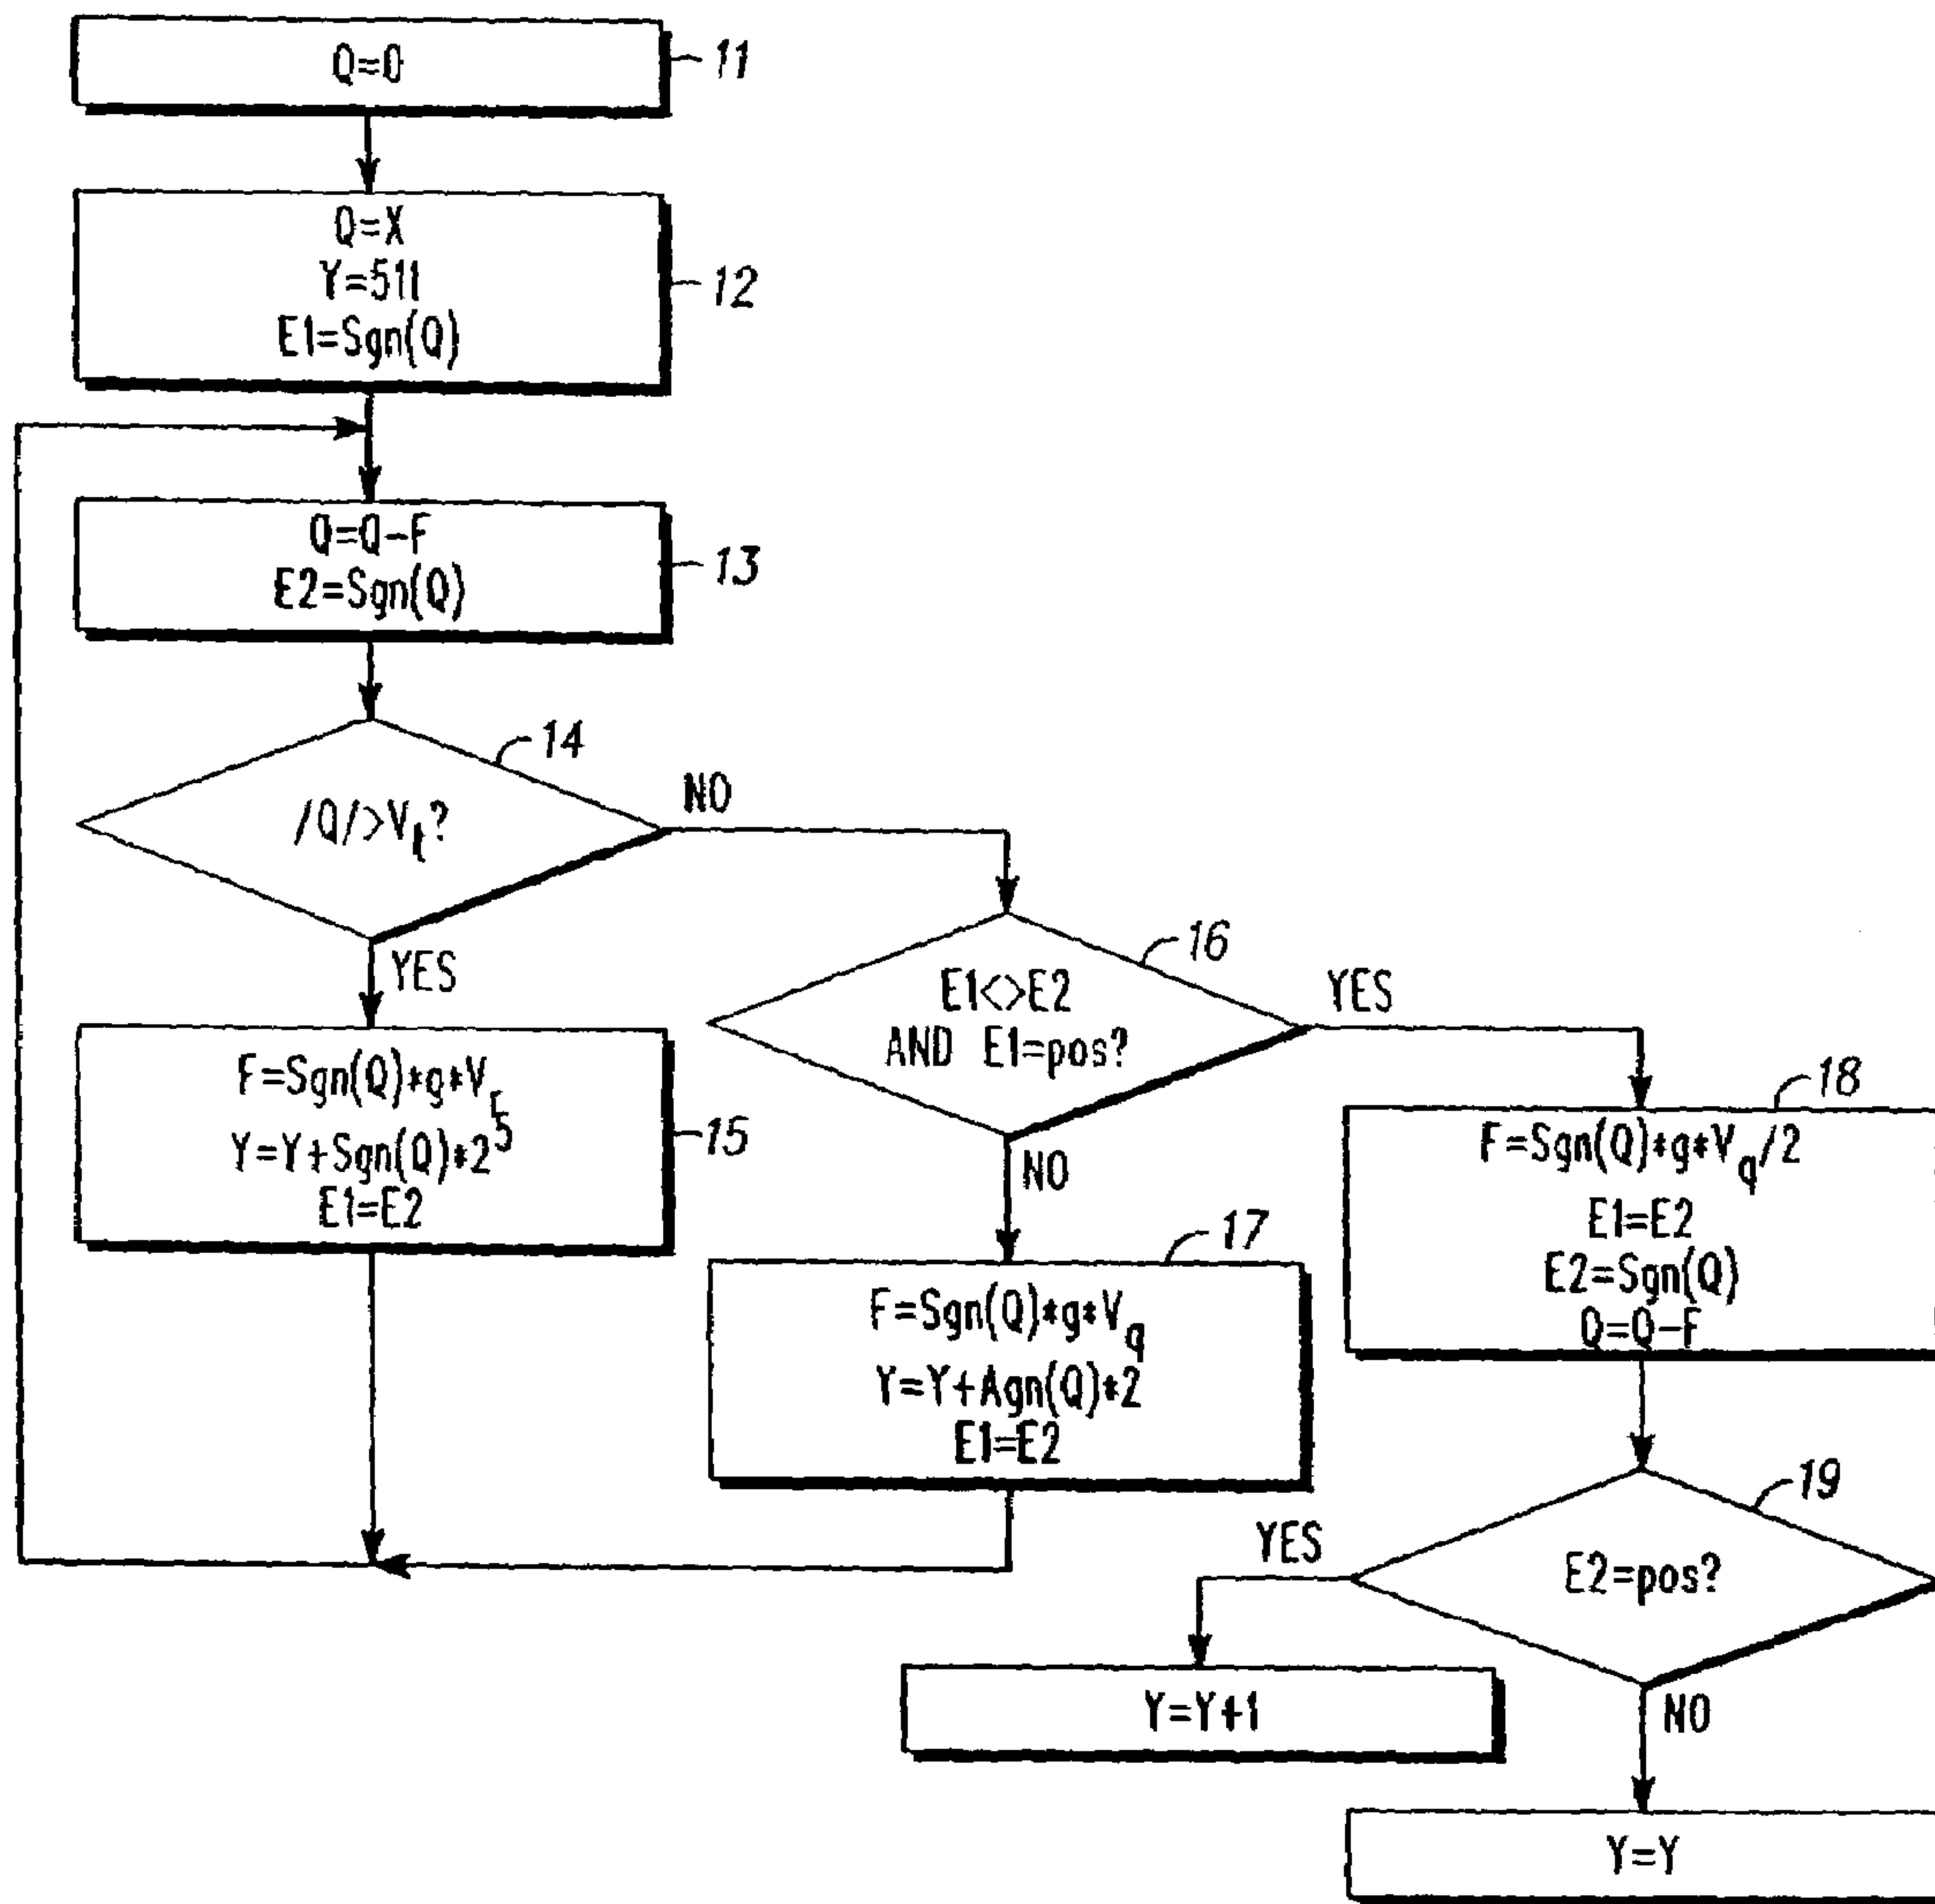 Q=0
11
Q=X
Y=511
E1=Sgn(Q)
12
Q=Q-F
E2=Sgn(Q)
13
14
/Q/>Vt?
NO
YES
16
E1<>E2
AND E1=pos?
YES
NO
F=Sgn(Q)*g*Vr
Y=Y+Sgn(Q)*2^5
E1=E2
15
18
F=Sgn(Q)*g*Vq/2
E1=E2
E2=Sgn(Q)
Q=Q-F
17
F=Sgn(Q)*g*Vq
Y=Y+Agn(Q)*2
E1=E2
19
E2=pos?
YES
NO
Y=Y+1
Y=Y